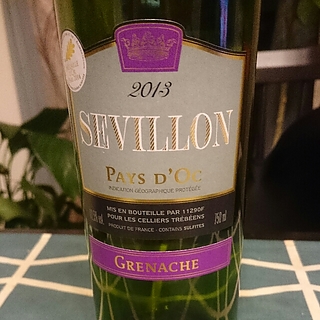 2013
SEVILLON
PAYS D'OC
INDICATION GÉOGRAPHIQUE PROTÉGÉE
MIS EN BOUTEILLE PAR 11290F
POUR LES CELLIERS TRÉBÉENS
750 ml
PRODUIT DE FRANCE - CONTAINS SULFITES
GRENACHE